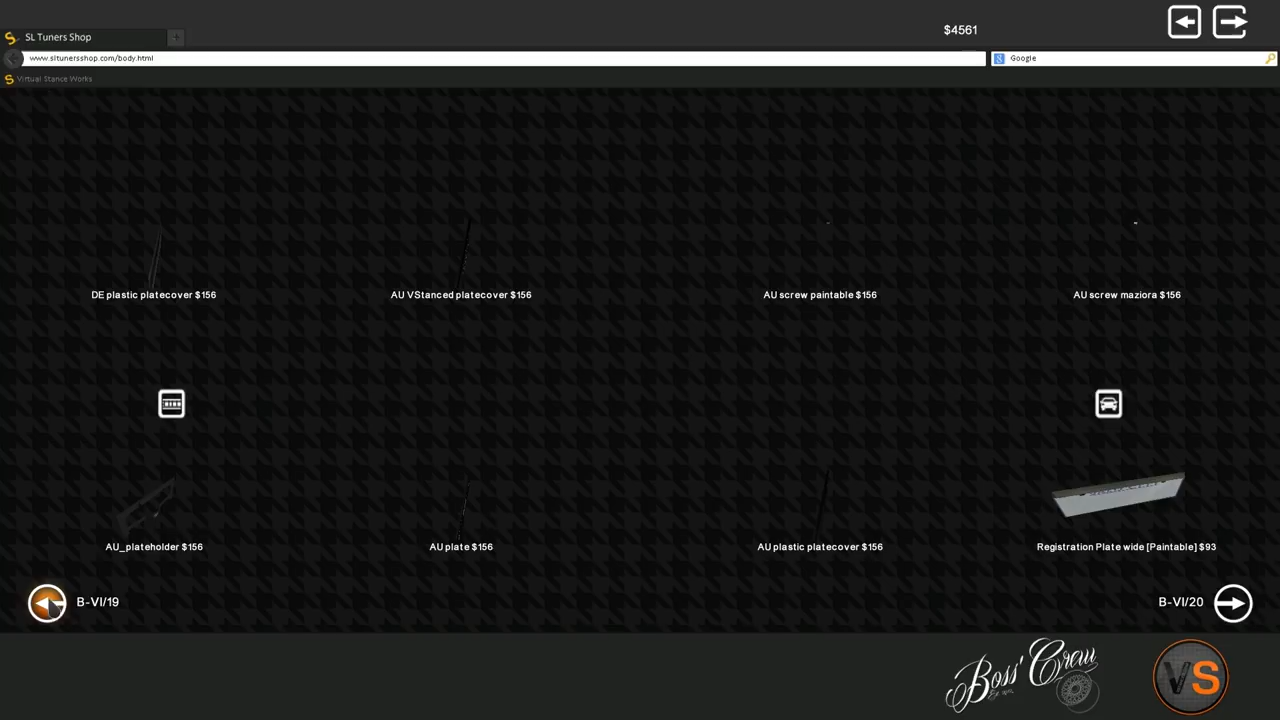 $4561
SL Tuners Shop
www.sltunersshop.com/body.html
Google
Virtual Stance Works
DE plastic platecover $156
AU VStanced platecover $156
AU screw paintable $156
AU screw maziora $156
AU_plateholder $156
AU plate $156
AU plastic platecover $156
Registration Plate wide [Paintable] $93
B-VI/19
B-VI/20
Boss' Crew
VS